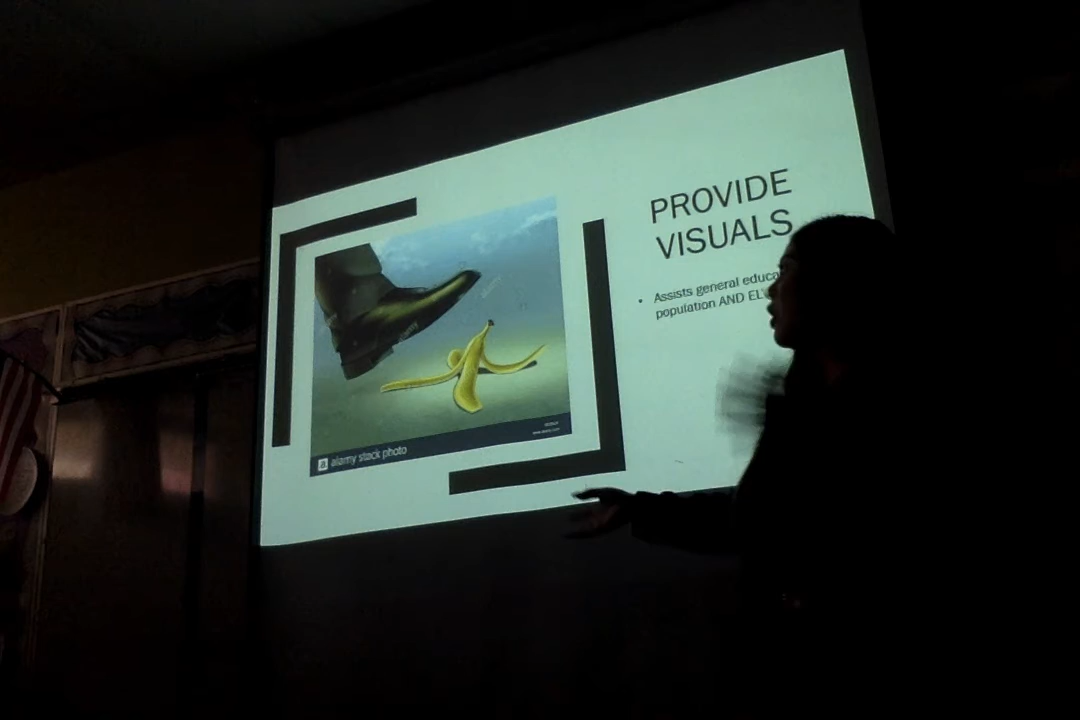 PROVIDE
VISUALS
• Assists general educa
population AND EL
a alamy stock photo